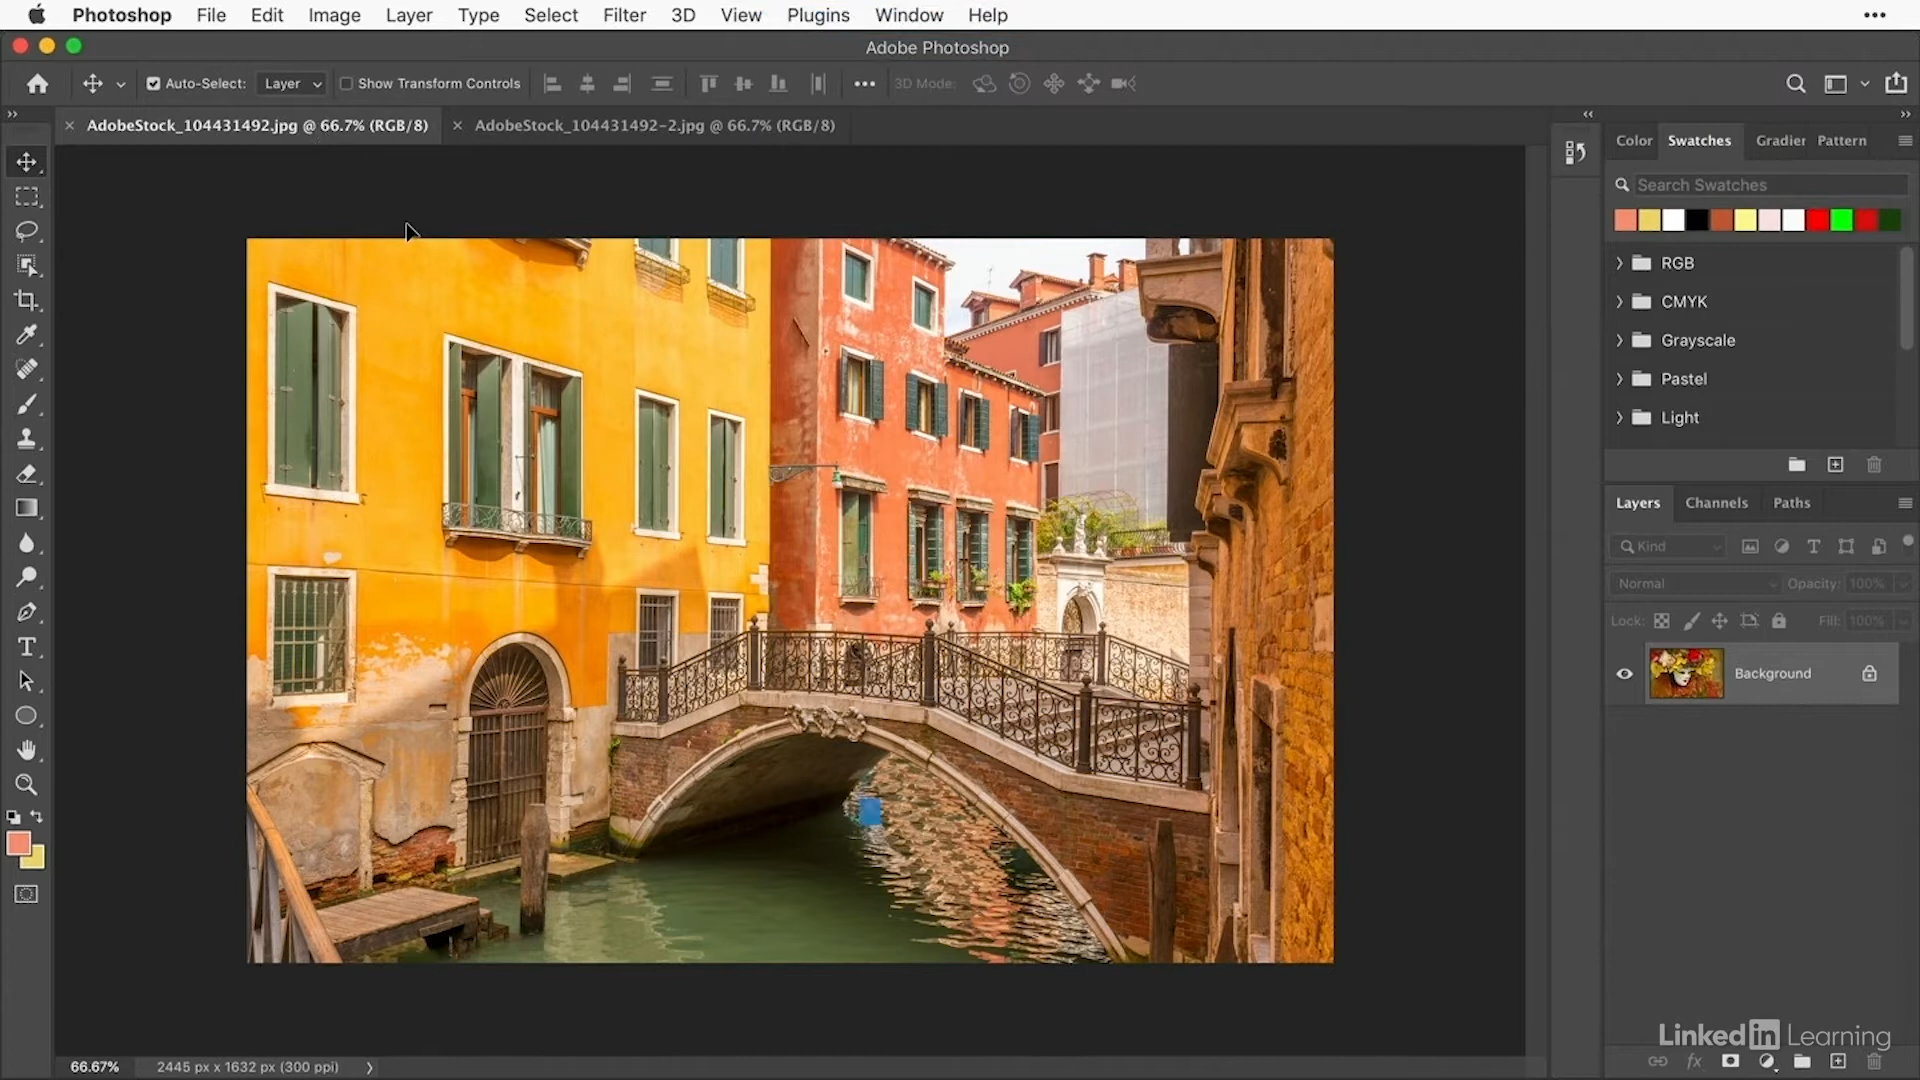 Photoshop File Edit Image Layer Type Select Filter 3D View Plugins Window Help
Adobe Photoshop
Auto-Select: Layer Show Transform Controls 3D Mode:
AdobeStock_104431492.jpg @ 66.7% (RGB/8) AdobeStock_104431492-2.jpg @ 66.7% (RGB/8)
Color Swatches Gradier Pattern
Search Swatches
RGB
CMYK
Grayscale
Pastel
Light
Layers Channels Paths
Kind
Normal Opacity: 100%
Lock: Fill: 100%
Background
LinkedIn Learning
66.67% 2445 px x 1632 px (300 ppi)